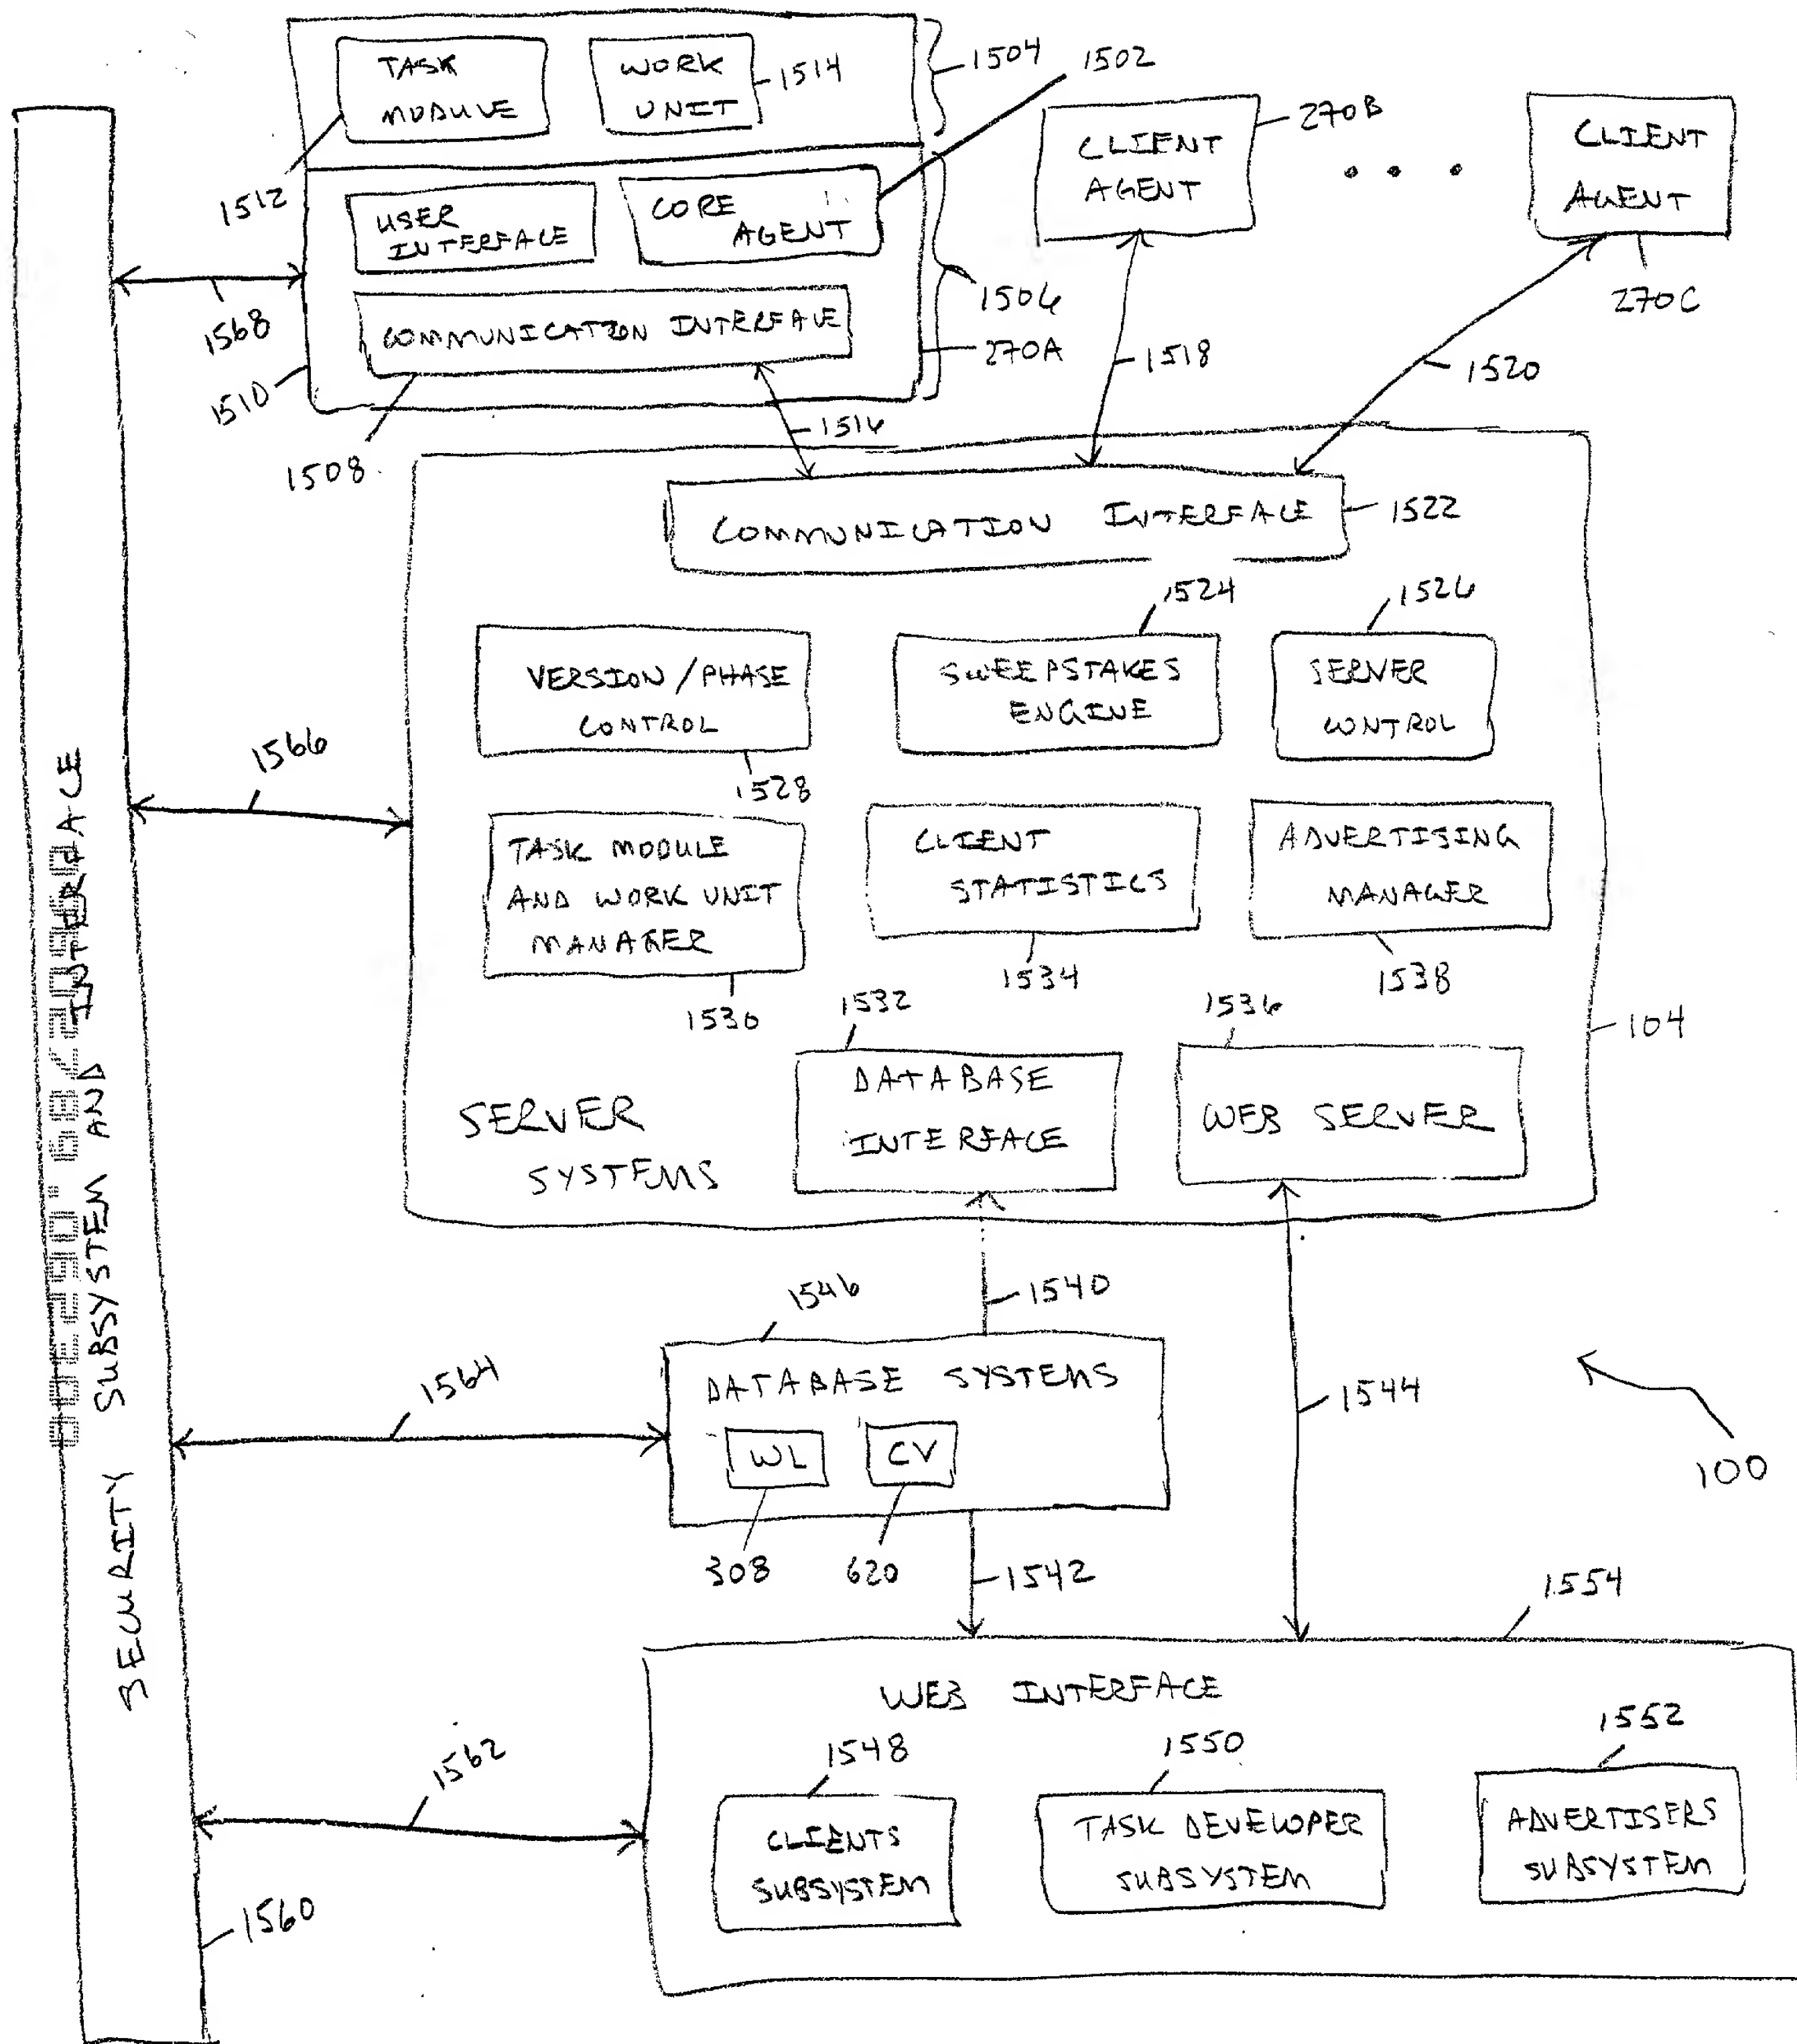 TASK
MODULE
WORK
UNIT
1514
1504
1502
1512
USER
INTERFACE
CORE
AGENT
COMMUNICATION INTERFACE
1506
270A
1568
1510
1508
1516
CLIENT
AGENT
270B
CLIENT
AGENT
270C
1518
1520
COMMUNICATION INTERFACE
1522
1524
1526
VERSION / PHASE
CONTROL
1528
SWEEPSTAKES
ENGINE
SERVER
CONTROL
1566
TASK MODULE
AND WORK UNIT
MANAGER
1530
CLIENT
STATISTICS
1534
ADVERTISING
MANAGER
1538
1532
1536
104
DATABASE
INTERFACE
WEB SERVER
SERVER
SYSTEMS
1540
1546
1544
1564
DATABASE SYSTEMS
WL
CV
308
620
1542
100
1554
WEB INTERFACE
1548
1550
1552
CLIENTS
SUBSYSTEM
TASK DEVELOPER
SUBSYSTEM
ADVERTISERS
SUBSYSTEM
1562
1560
SECURITY SUBSYSTEM AND
INTERFACE